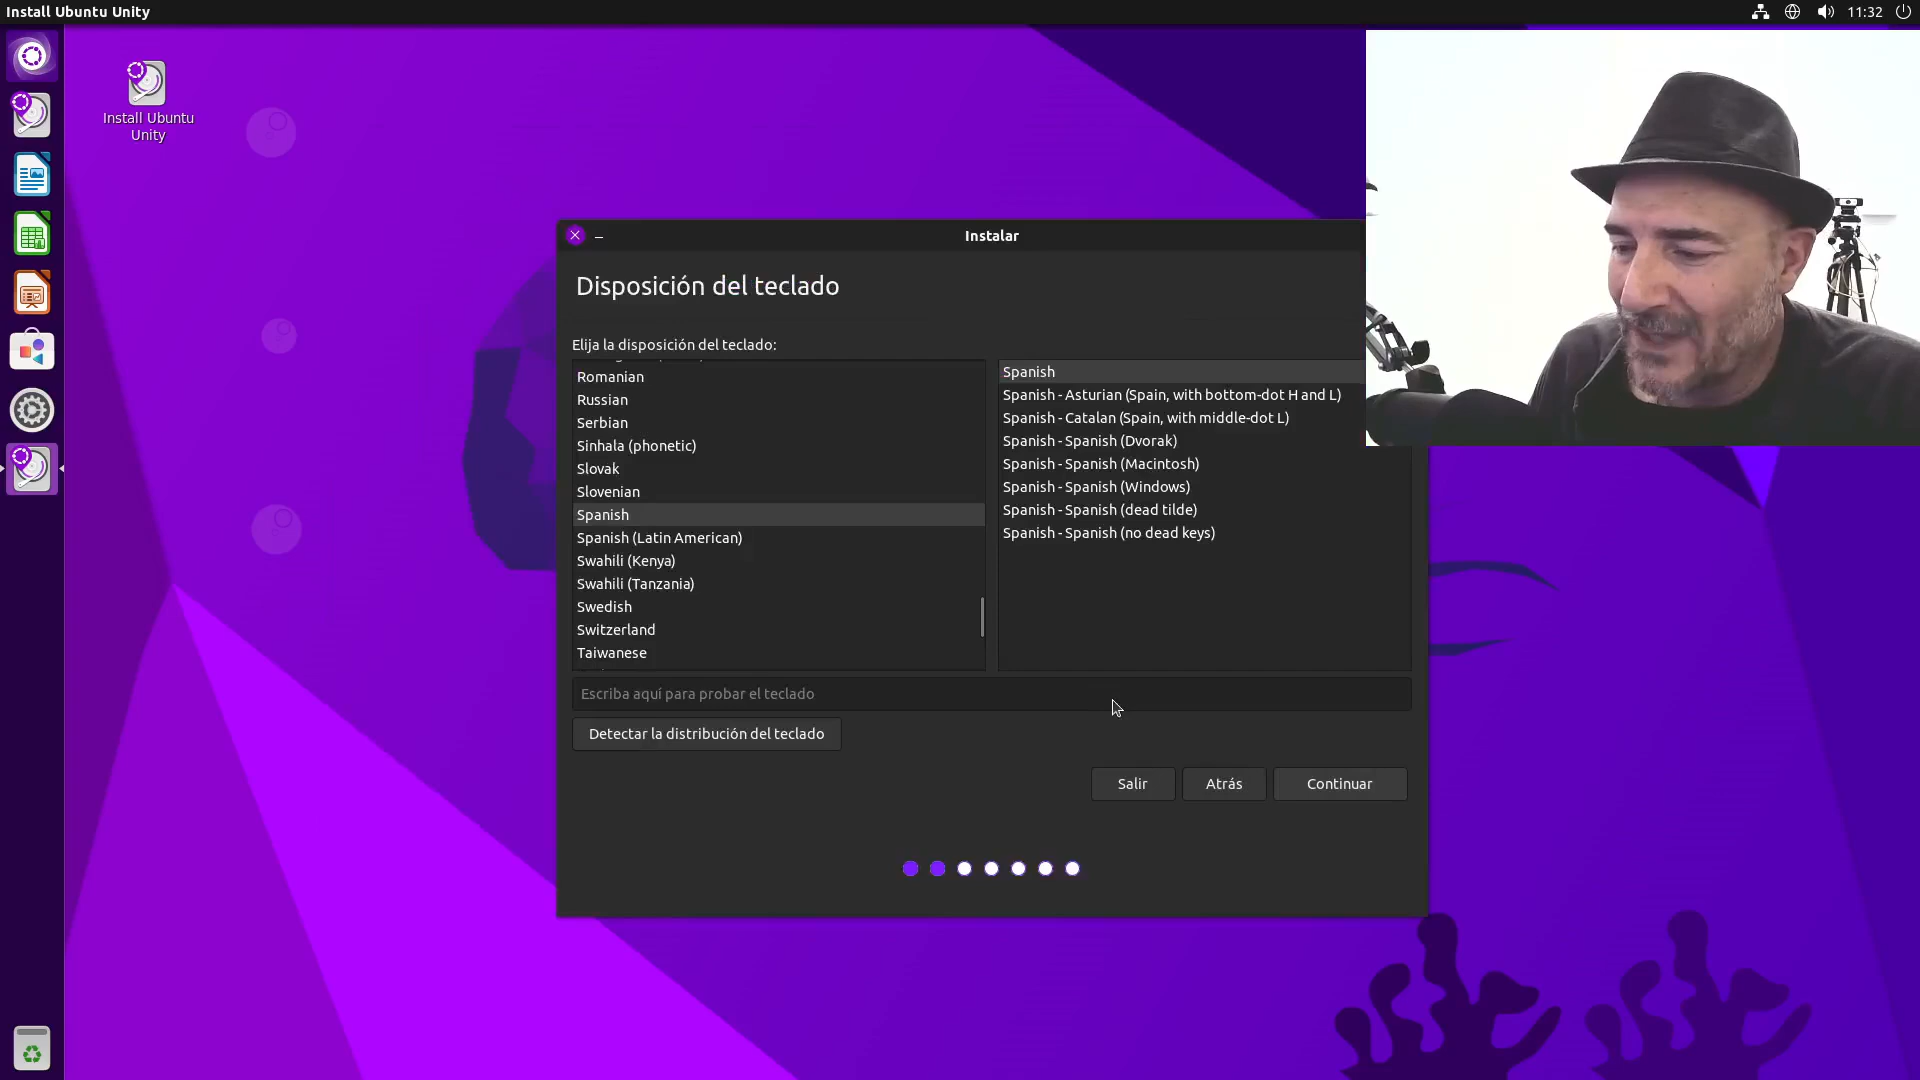 Install Ubuntu Unity
11:32
Install Ubuntu
Unity
Instalar
Disposición del teclado
Elija la disposición del teclado:
Romanian
Russian
Serbian
Sinhala (phonetic)
Slovak
Slovenian
Spanish
Spanish (Latin American)
Swahili (Kenya)
Swahili (Tanzania)
Swedish
Switzerland
Taiwanese
Spanish
Spanish - Asturian (Spain, with bottom-dot H and L)
Spanish - Catalan (Spain, with middle-dot L)
Spanish - Spanish (Dvorak)
Spanish - Spanish (Macintosh)
Spanish - Spanish (Windows)
Spanish - Spanish (dead tilde)
Spanish - Spanish (no dead keys)
Escriba aquí para probar el teclado
Detectar la distribución del teclado
Salir
Atrás
Continuar